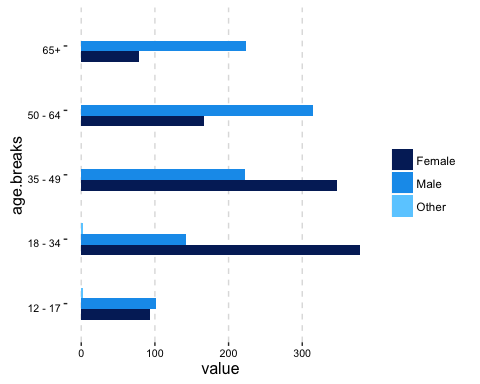 65+
50 - 64
35 - 49
18 - 34
12 - 17
age.breaks
0 100 200 300
value
Female
Male
Other